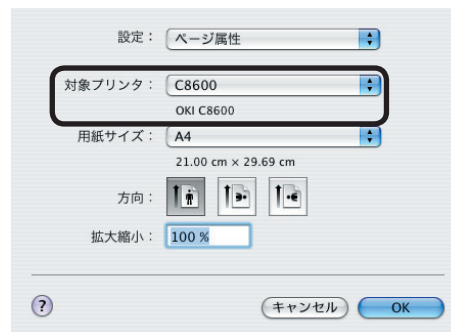 設定： ページ属性
対象プリンタ： C8600
OKI C8600
用紙サイズ： A4
21.00 cm × 29.69 cm
方向：
拡大縮小： 100 %
? キャンセル OK